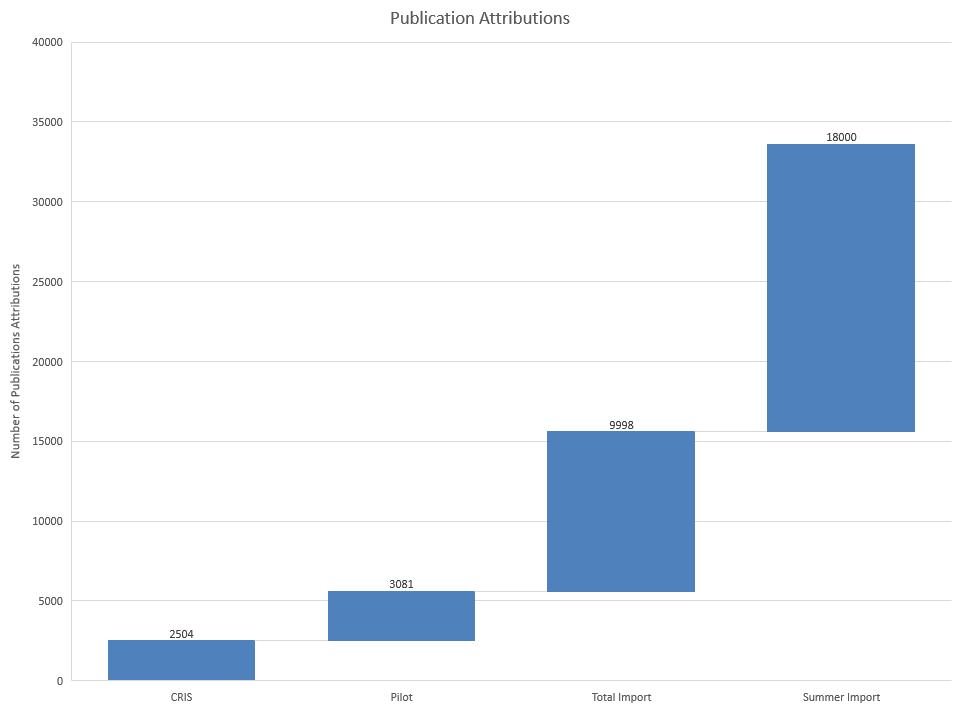 Publication Attributions
40000
35000
30000
25000
20000
15000
10000
5000
0
Number of Publications Attributions
2504
3081
9998
18000
CRIS
Pilot
Total Import
Summer Import